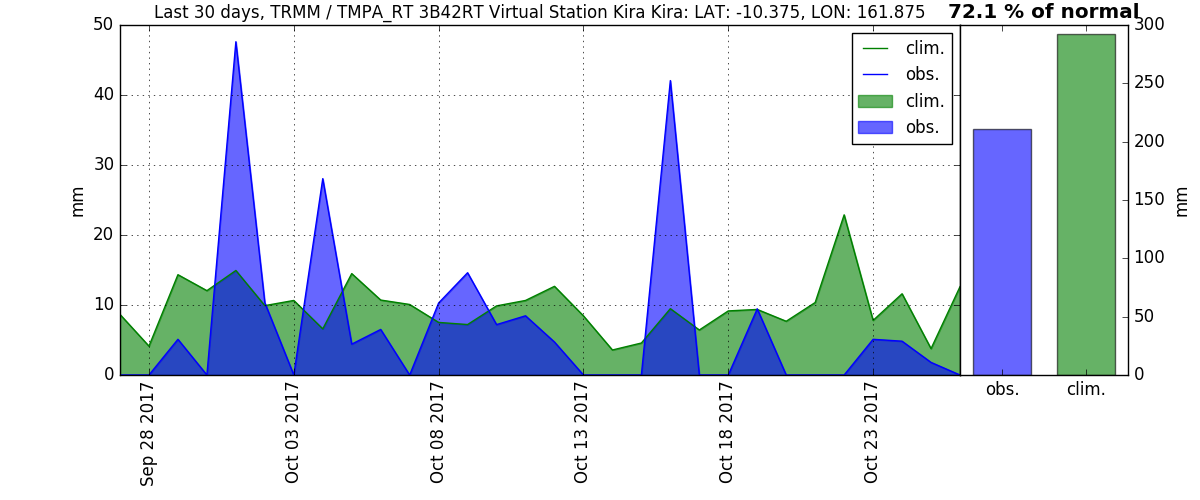 Last 30 days, TRMM / TMPA_RT 3B42RT Virtual Station Kira Kira: LAT: -10.375, LON: 161.875
72.1 % of normal
50
40
30
20
10
0
mm
clim.
obs.
clim.
obs.
300
250
200
150
100
50
0
mm
obs.
clim.
Sep 28 2017
Oct 03 2017
Oct 08 2017
Oct 13 2017
Oct 18 2017
Oct 23 2017